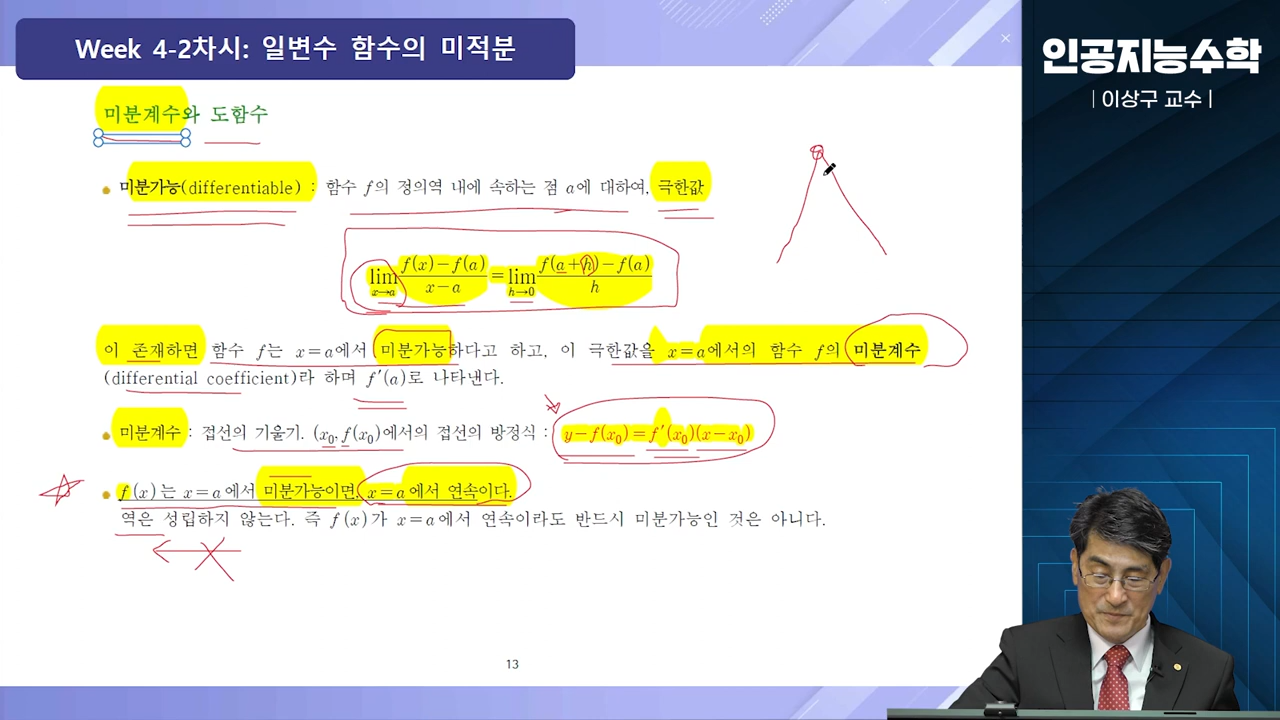 Week 4-2차시: 일변수 함수의 미적분
인공지능수학
| 이상구 교수 |
미분계수와 도함수
미분가능(differentiable) : 함수 f의 정의역 내에 속하는 점 a에 대하여, 극한값
lim x→a (f(x)−f(a))/(x−a) = lim h→0 (f(a+h)−f(a))/h
이 존재하면 함수 f는 x=a에서 미분가능하다고 하고, 이 극한값을 x=a에서의 함수 f의 미분계수
(differential coefficient)라 하며 f′(a)로 나타낸다.
미분계수 : 접선의 기울기. (x₀, f(x₀)에서의 접선의 방정식 : y−f(x₀)=f′(x₀)(x−x₀)
f(x)는 x=a에서 미분가능이면, x=a에서 연속이다.
역은 성립하지 않는다. 즉 f(x)가 x=a에서 연속이라도 반드시 미분가능인 것은 아니다.
13